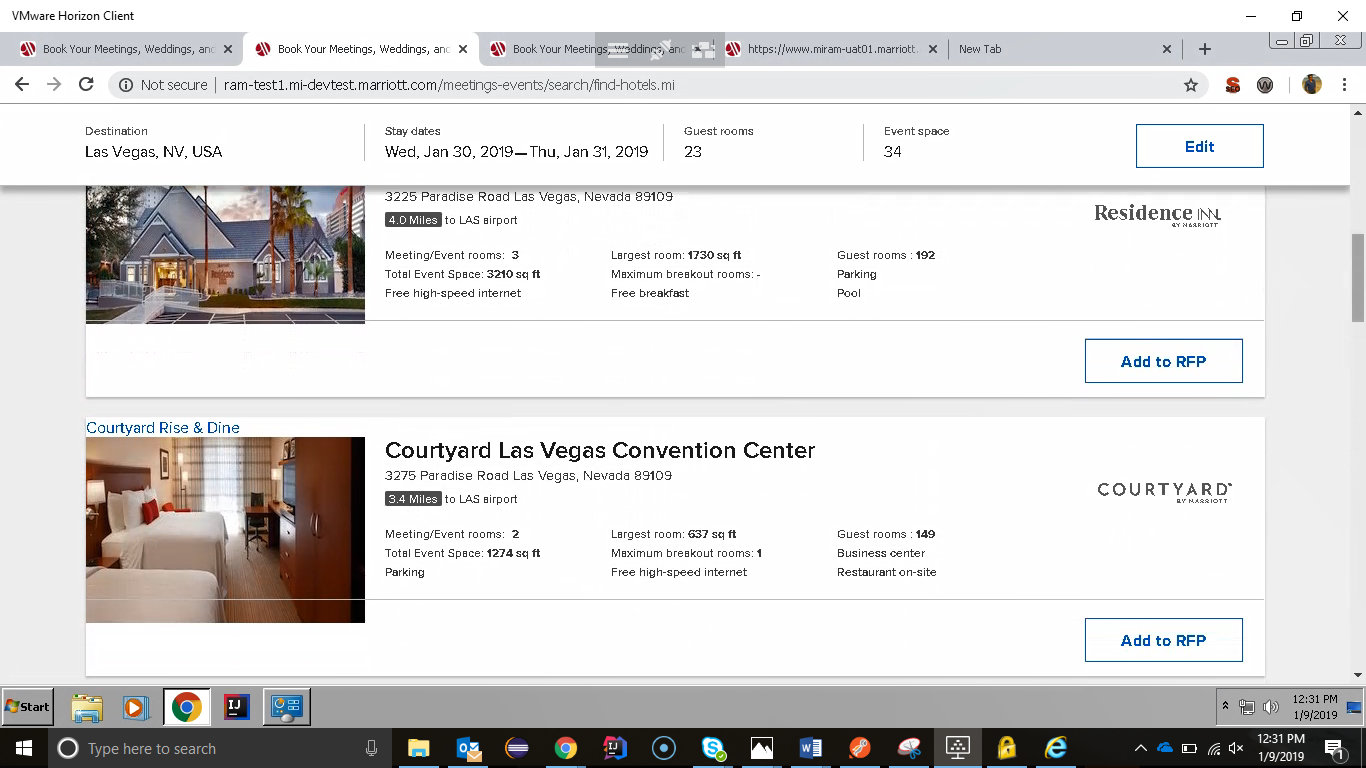 VMware Horizon Client
Book Your Meetings, Weddings, and
Book Your Meetings, Weddings, and
Book Your Meetings, Weddings, and
https://www.miram-uat01.marriott.
New Tab
Not secure | ram-test1.mi-devtest.marriott.com/meetings-events/search/find-hotels.mi
Destination
Las Vegas, NV, USA
Stay dates
Wed, Jan 30, 2019—Thu, Jan 31, 2019
Guest rooms
23
Event space
34
Edit
3225 Paradise Road Las Vegas, Nevada 89109
4.0 Miles to LAS airport
Residence INN.
BY MARRIOTT
Meeting/Event rooms: 3
Largest room: 1730 sq ft
Guest rooms : 192
Total Event Space: 3210 sq ft
Maximum breakout rooms: -
Parking
Free high-speed internet
Free breakfast
Pool
Add to RFP
Courtyard Rise & Dine
Courtyard Las Vegas Convention Center
3275 Paradise Road Las Vegas, Nevada 89109
3.4 Miles to LAS airport
COURTYARD
BY MARRIOTT
Meeting/Event rooms: 2
Largest room: 637 sq ft
Guest rooms : 149
Total Event Space: 1274 sq ft
Maximum breakout rooms: 1
Business center
Parking
Free high-speed internet
Restaurant on-site
Add to RFP
Start
12:31 PM
1/9/2019
Type here to search
12:31 PM
1/9/2019